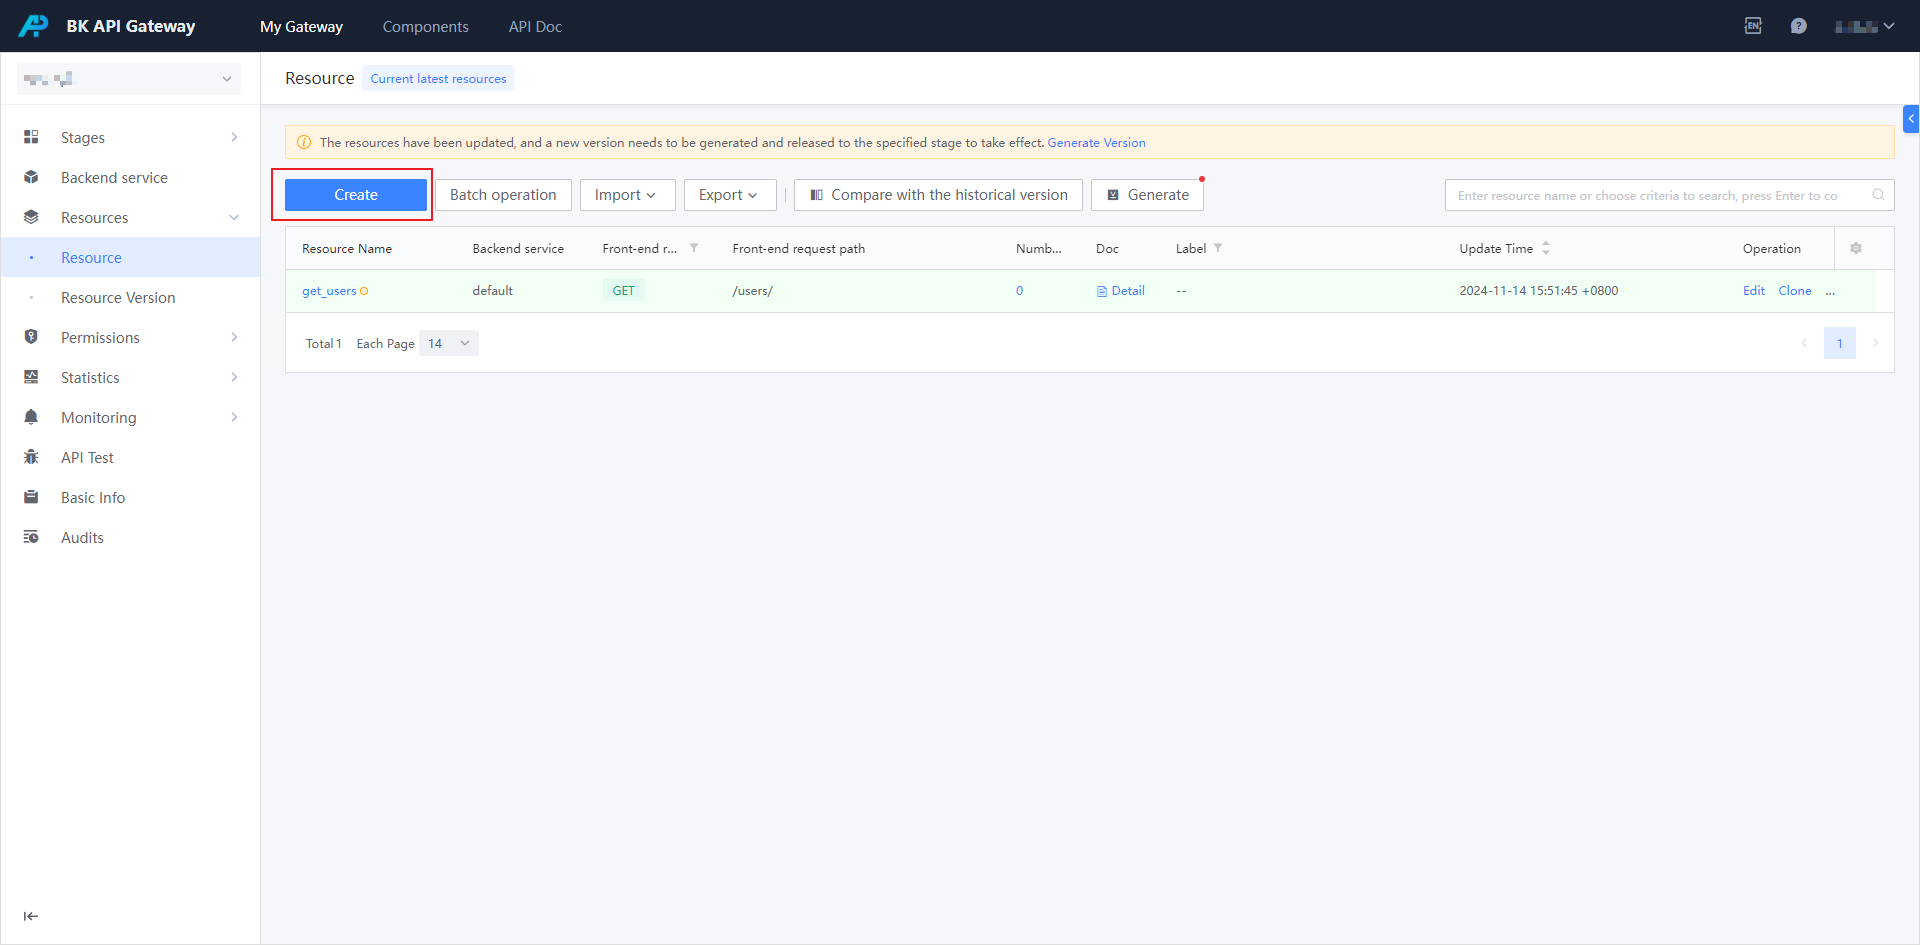 BK API Gateway
My Gateway
Components
API Doc
EN
?
Resource
Current latest resources
Stages
Backend service
Resources
Resource
Resource Version
Permissions
Statistics
Monitoring
API Test
Basic Info
Audits
The resources have been updated, and a new version needs to be generated and released to the specified stage to take effect. Generate Version
Create
Batch operation
Import
Export
Compare with the historical version
Generate
Enter resource name or choose criteria to search, press Enter to co
Resource Name
Backend service
Front-end r...
Front-end request path
Numb...
Doc
Label
Update Time
Operation
get_users
default
GET
/users/
0
Detail
--
2024-11-14 15:51:45 +0800
Edit
Clone
...
Total 1
Each Page
14
1